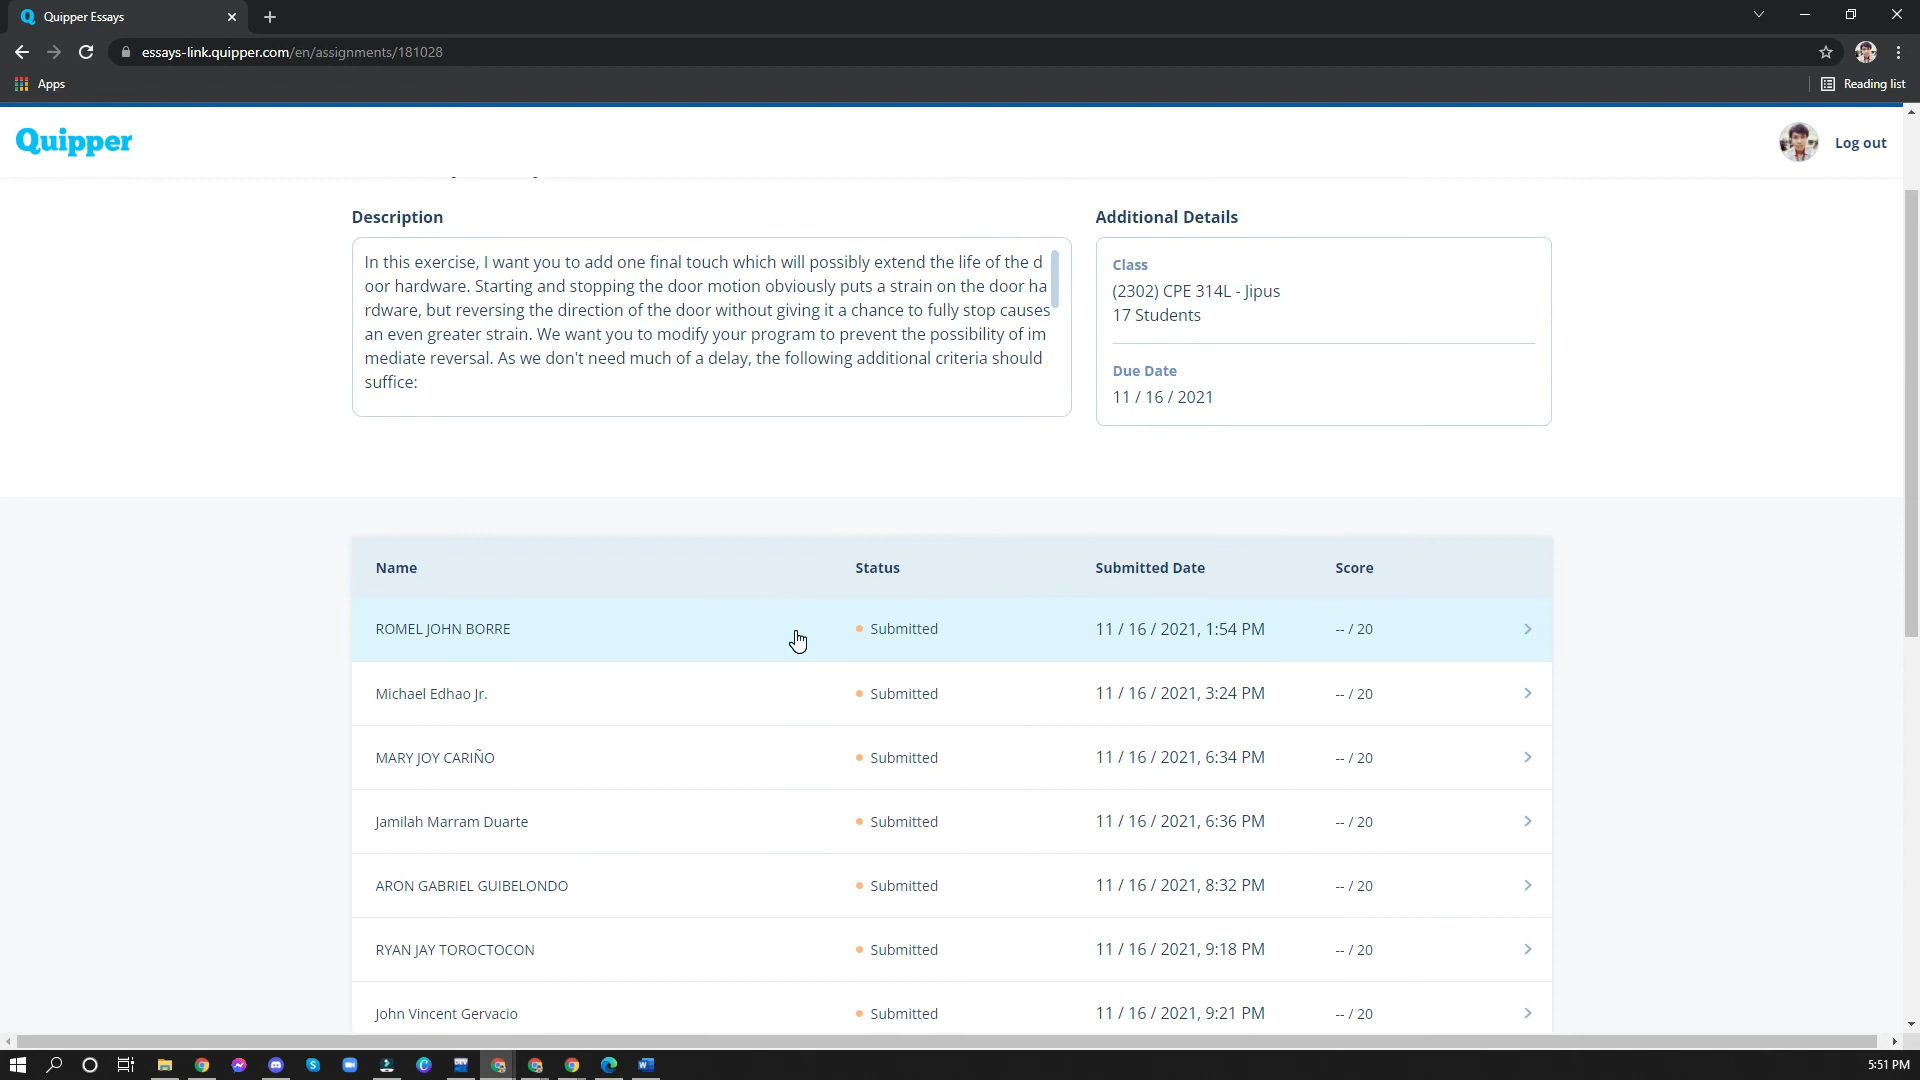 Quipper Essays
essays-link.quipper.com/en/assignments/181028
Apps
Reading list
Quipper
Log out
Description
In this exercise, I want you to add one final touch which will possibly extend the life of the d
oor hardware. Starting and stopping the door motion obviously puts a strain on the door ha
rdware, but reversing the direction of the door without giving it a chance to fully stop causes
an even greater strain. We want you to modify your program to prevent the possibility of im
mediate reversal. As we don't need much of a delay, the following additional criteria should
suffice:
Additional Details
Class
(2302) CPE 314L - Jipus
17 Students
Due Date
11 / 16 / 2021
Name Status Submitted Date Score
ROMEL JOHN BORRE Submitted 11 / 16 / 2021, 1:54 PM -- / 20
Michael Edhao Jr. Submitted 11 / 16 / 2021, 3:24 PM -- / 20
MARY JOY CARIÑO Submitted 11 / 16 / 2021, 6:34 PM -- / 20
Jamilah Marram Duarte Submitted 11 / 16 / 2021, 6:36 PM -- / 20
ARON GABRIEL GUIBELONDO Submitted 11 / 16 / 2021, 8:32 PM -- / 20
RYAN JAY TOROCTOCON Submitted 11 / 16 / 2021, 9:18 PM -- / 20
John Vincent Gervacio Submitted 11 / 16 / 2021, 9:21 PM -- / 20
5:51 PM